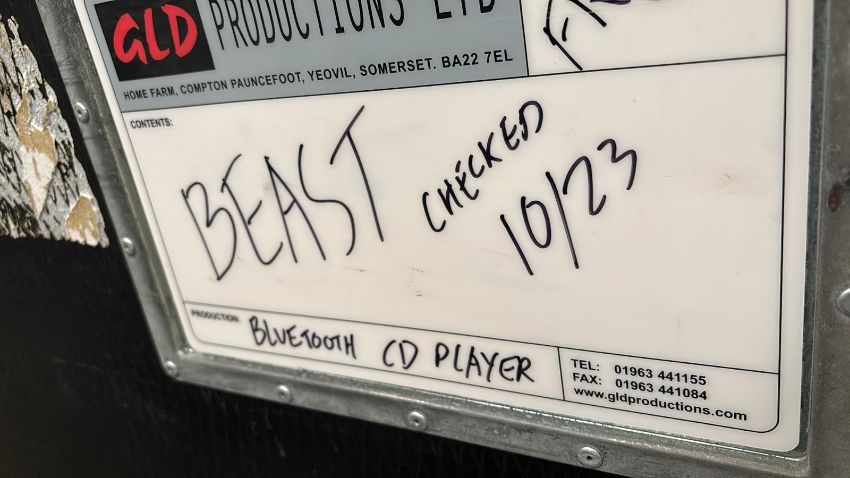 GLD PRODUCTIONS LTD
HOME FARM, COMPTON PAUNCEFOOT, YEOVIL, SOMERSET. BA22 7EL
CONTENTS:
BEAST CHECKED
10/23
PRODUCTION: BLUETOOTH CD PLAYER
TEL: 01963 441155
FAX: 01963 441084
www.gldproductions.com